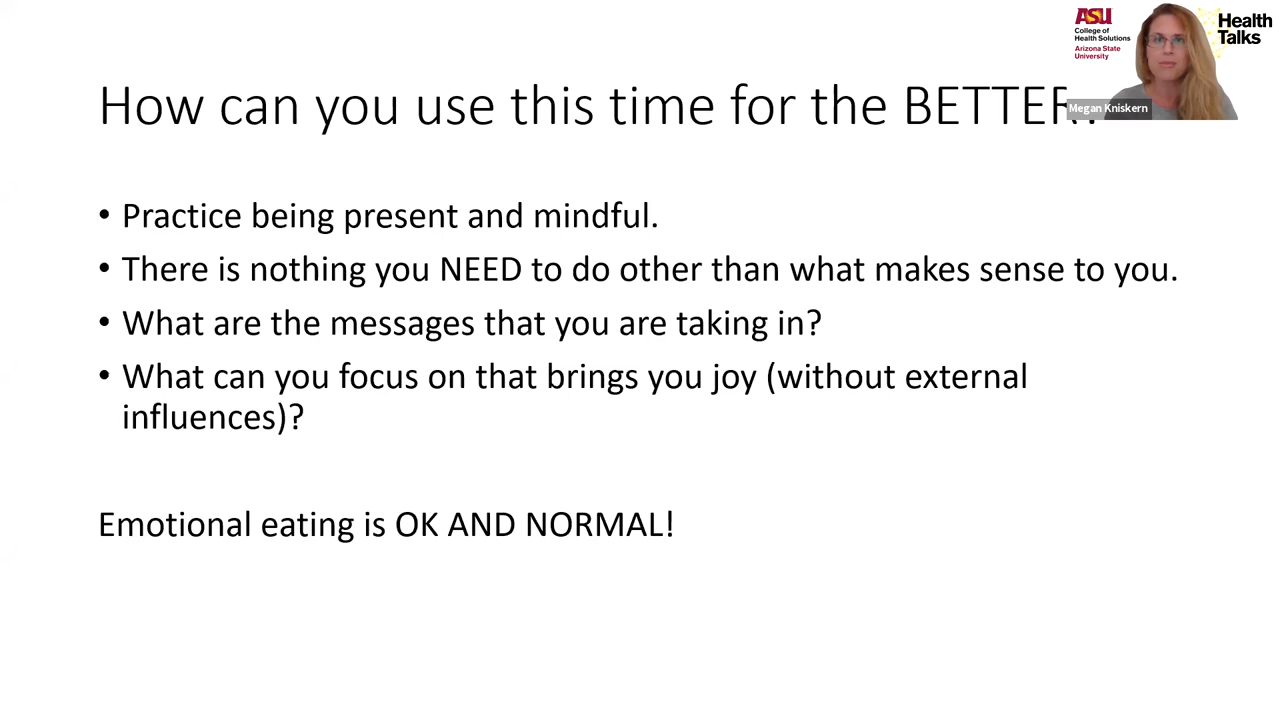 ASU
College of
Health Solutions
Arizona State
University
Health
Talks
Megan Kniskern
How can you use this time for the BETTER?
• Practice being present and mindful.
• There is nothing you NEED to do other than what makes sense to you.
• What are the messages that you are taking in?
• What can you focus on that brings you joy (without external
influences)?
Emotional eating is OK AND NORMAL!